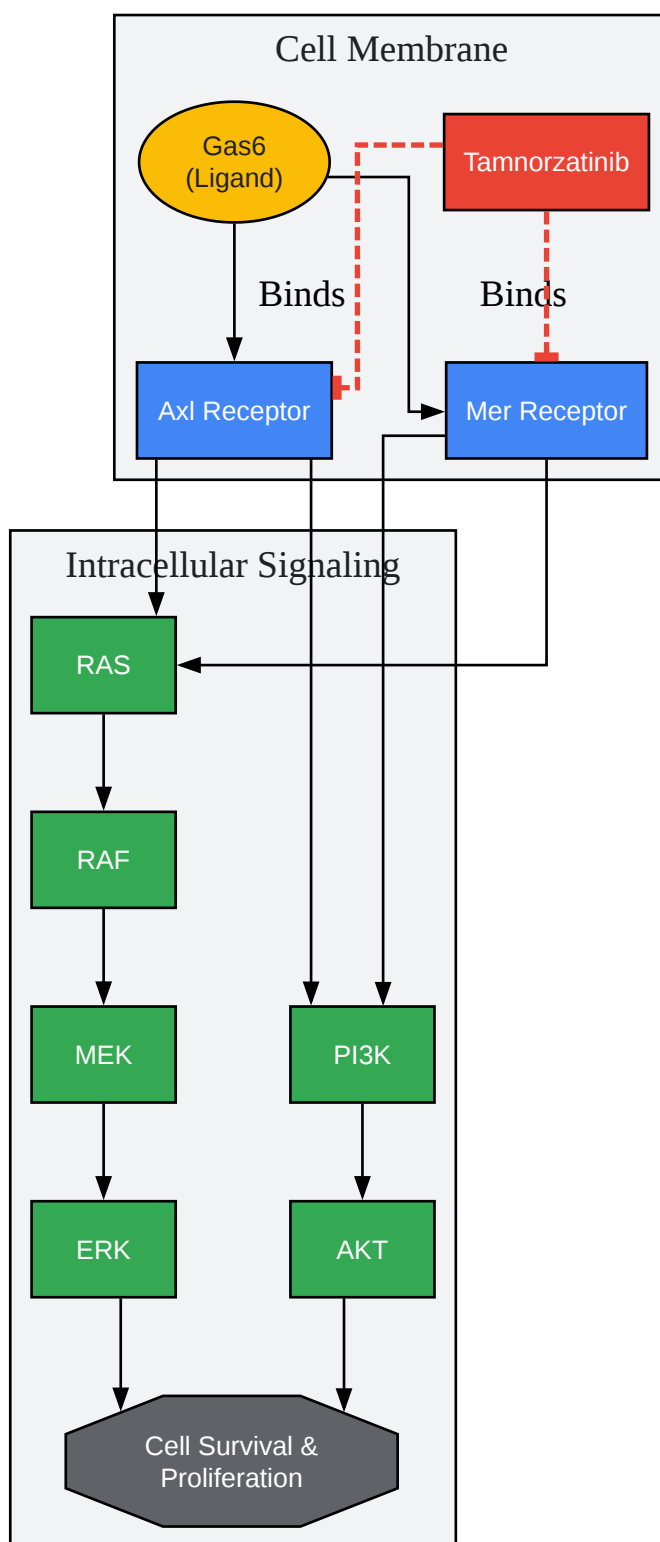 Cell Membrane
Gas6
(Ligand)
Tamnorzatinib
Binds
Binds
Axl Receptor
Mer Receptor
Intracellular Signaling
RAS
RAF
MEK
PI3K
ERK
AKT
Cell Survival &
Proliferation